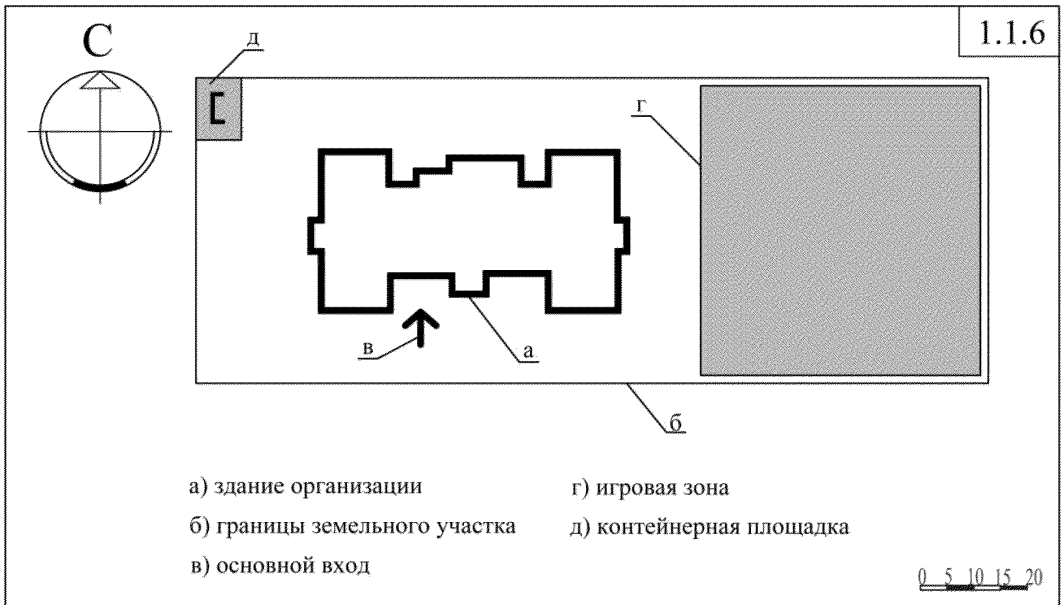 С
д
1.1.6
г
в
а
б
а) здание организации
г) игровая зона
б) границы земельного участка
д) контейнерная площадка
в) основной вход
0 5 10 15 20